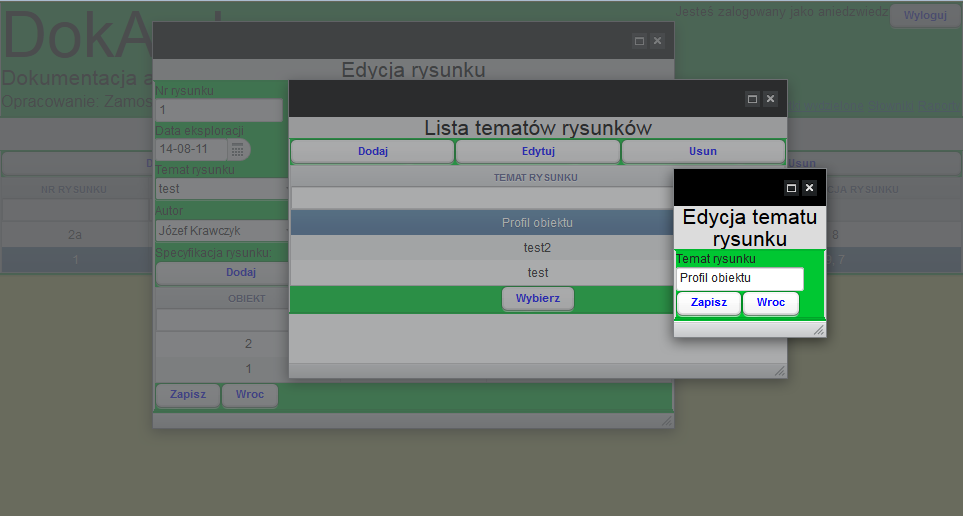 Jesteś zalogowany jako aniedzwiedz
Wyloguj
DokA
Dokumentacja a
Opracowanie Zamos
Edycja rysunku
Nr rysunku
1
Data eksploracji
14-08-11
Temat rysunku
test
Autor
Józef Krawczyk
Specyfikacja rysunku:
Dodaj
OBIEKT
2
1
Zapisz Wroc
Lista tematów rysunków
Dodaj Edytuj Usun
TEMAT RYSUNKU
Profil obiektu
test2
test
Wybierz
Edycja tematu
rysunku
Temat rysunku
Profil obiektu
Zapisz Wroc
D
Usun
NR RYSUNKU
CJA RYSUNKU
2a
8
1
7